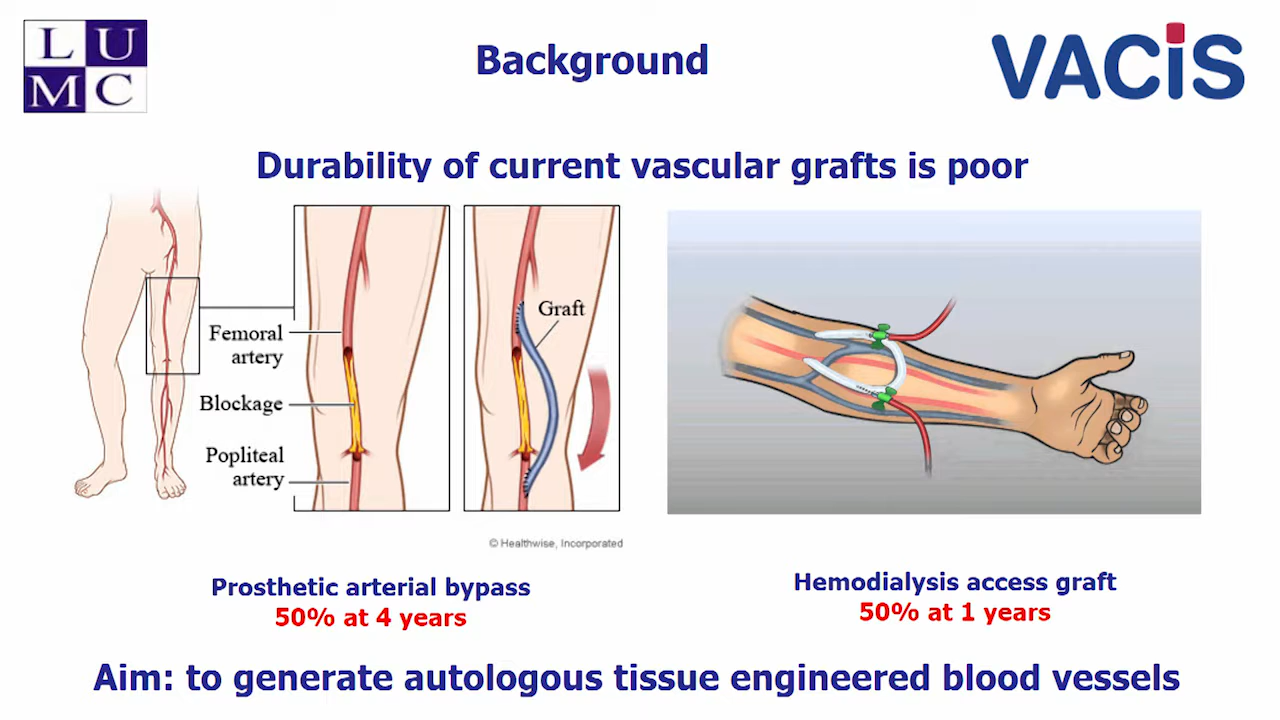 L U
M C
Background
VACiS
Durability of current vascular grafts is poor
Femoral
artery
Blockage
Popliteal
artery
Graft
© Healthwise, Incorporated
Prosthetic arterial bypass
50% at 4 years
Hemodialysis access graft
50% at 1 years
Aim: to generate autologous tissue engineered blood vessels